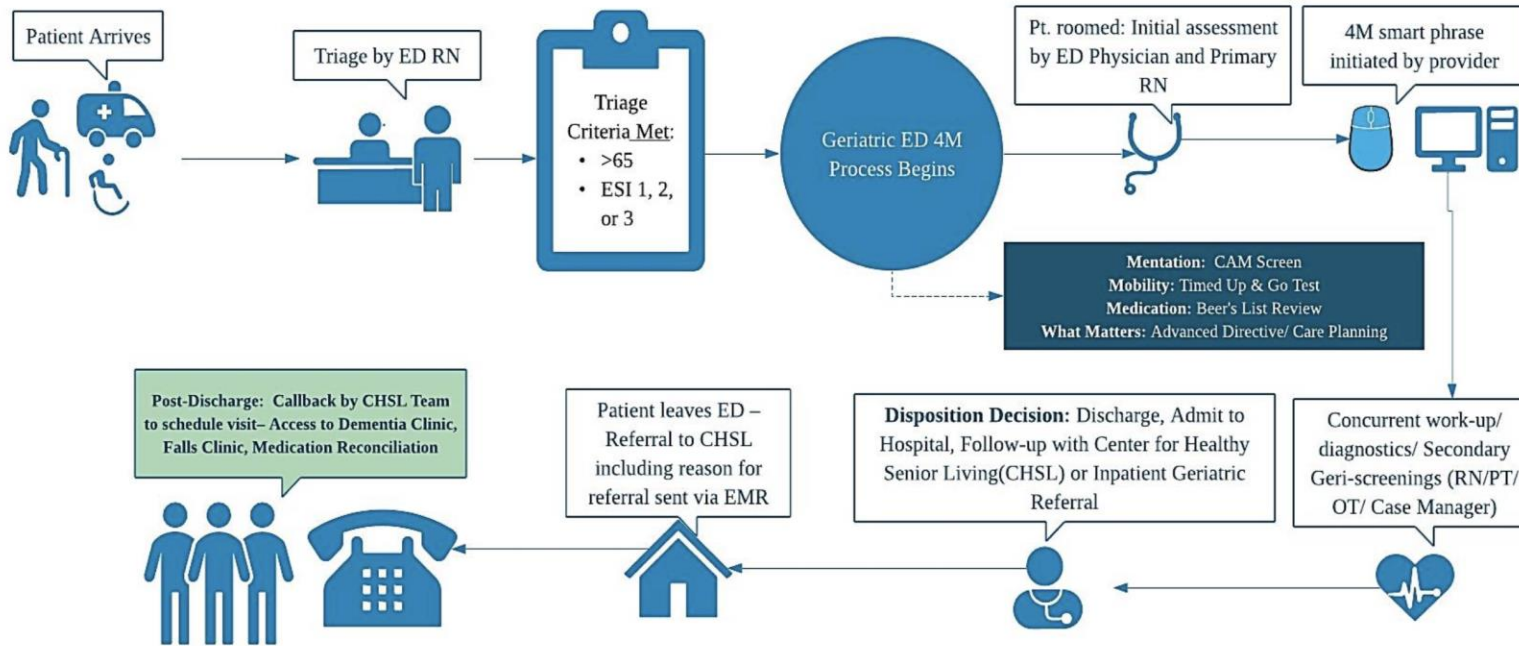 Patient Arrives
Triage by ED RN
Triage
Criteria Met:
• >65
• ESI 1, 2,
or 3
Geriatric ED 4M
Process Begins
Pt. roomed: Initial assessment
by ED Physician and Primary
RN
4M smart phrase
initiated by provider
Mentation: CAM Screen
Mobility: Timed Up & Go Test
Medication: Beer's List Review
What Matters: Advanced Directive/ Care Planning
Concurrent work-up/
diagnostics/ Secondary
Geri-screenings (RN/PT/
OT/ Case Manager)
Disposition Decision: Discharge, Admit to
Hospital, Follow-up with Center for Healthy
Senior Living(CHSL) or Inpatient Geriatric
Referral
Patient leaves ED –
Referral to CHSL
including reason for
referral sent via EMR
Post-Discharge: Callback by CHSL Team
to schedule visit– Access to Dementia Clinic,
Falls Clinic, Medication Reconciliation